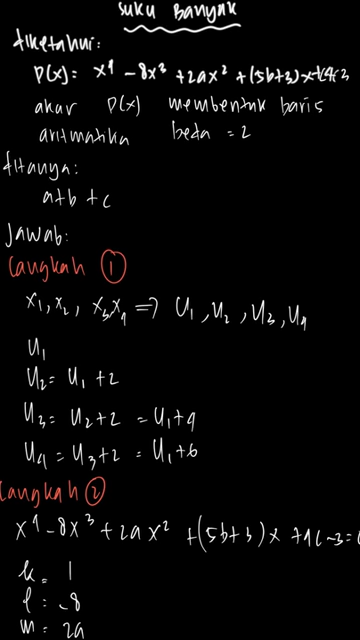 Suku Banyak
diketahui:
P(x) = x⁴ - 8x³ + 2ax² + (5b+3)x + 4c-3
akar P(x) membentuk baris
aritmatika beda = 2
ditanya:
a+b+c
Jawab:
Langkah ①
x₁, x₂, x₃ x₄ ⇒ U₁, U₂, U₃, U₄
U₁
U₂ = U₁ + 2
U₃ = U₂ + 2 = U₁ + 4
U₄ = U₃ + 2 = U₁ + 6
Langkah ②
x⁴ - 8x³ + 2ax² + (5b+3)x + 4c-3=
k = 1
l = -8
m = 2a